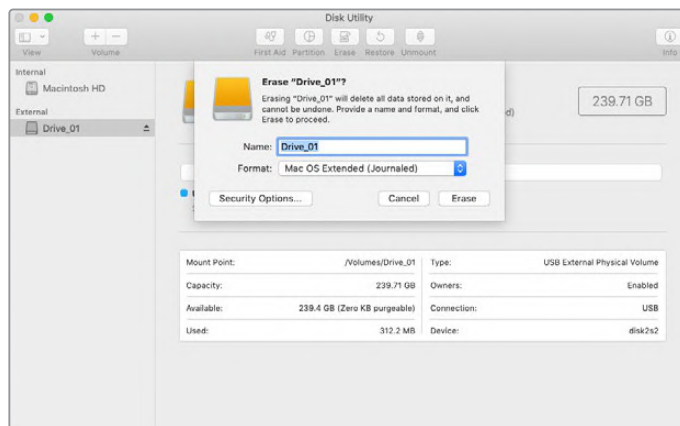 Disk Utility
View
Volume
First Aid
Partition
Erase
Restore
Unmount
Info
Internal
Macintosh HD
External
Drive_01
Erase "Drive_01"?
Erasing "Drive_01" will delete all data stored on it, and
cannot be undone. Provide a name and format, and click
Erase to proceed.
Name: Drive_01
Format: Mac OS Extended (Journaled)
Security Options...
Cancel
Erase
239.71 GB
Mount Point: /Volumes/Drive_01
Type: USB External Physical Volume
Capacity: 239.71 GB
Owners: Enabled
Available: 239.4 GB (Zero KB purgeable)
Connection: USB
Used: 312.2 MB
Device: disk2s2